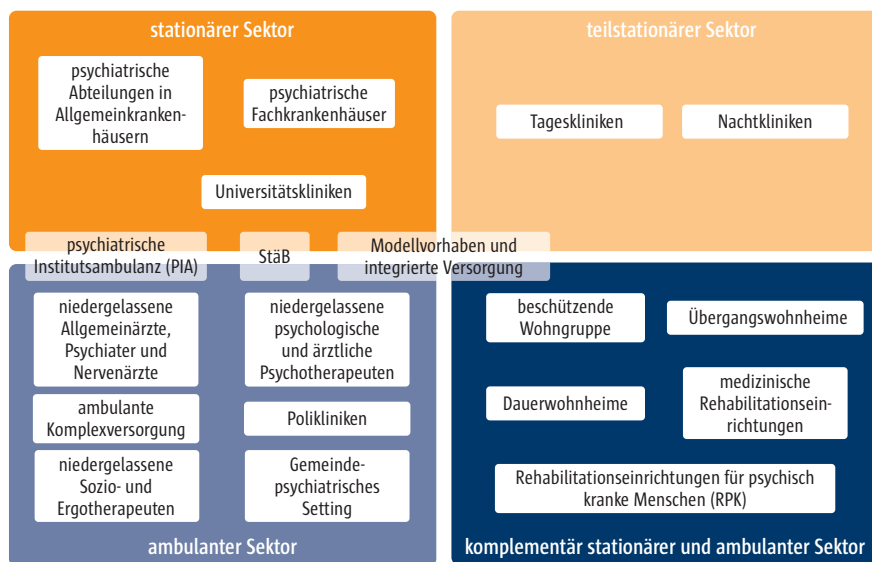 stationärer Sektor
psychiatrische
Abteilungen in
Allgemeinkranken-
häusern
psychiatrische
Fachkrankenhäuser
Universitätskliniken
teilstationärer Sektor
Tageskliniken
Nachtkliniken
psychiatrische
Institutsambulanz (PIA)
StäB
Modellvorhaben und
integrierte Versorgung
niedergelassene
Allgemeinärzte,
Psychiater und
Nervenärzte
niedergelassene
psychologische
und ärztliche
Psychotherapeuten
ambulante
Komplexversorgung
Polikliniken
niedergelassene
Sozio- und
Ergotherapeuten
Gemeinde-
psychiatrisches
Setting
ambulanter Sektor
beschützende
Wohngruppe
Übergangswohnheime
Dauerwohnheime
medizinische
Rehabilitationsein-
richtungen
Rehabilitationseinrichtungen für psychisch
kranke Menschen (RPK)
komplementär stationärer und ambulanter Sektor